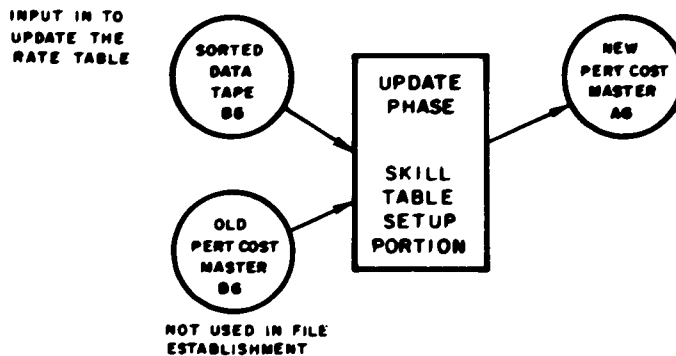 INPUT IN TO
UPDATE THE
RATE TABLE
SORTED
DATA
TAPE
B5
OLD
PERT COST
MASTER
B6
NOT USED IN FILE
ESTABLISHMENT
UPDATE
PHASE
SKILL
TABLE
SETUP
PORTION
NEW
PERT COST
MASTER
A6